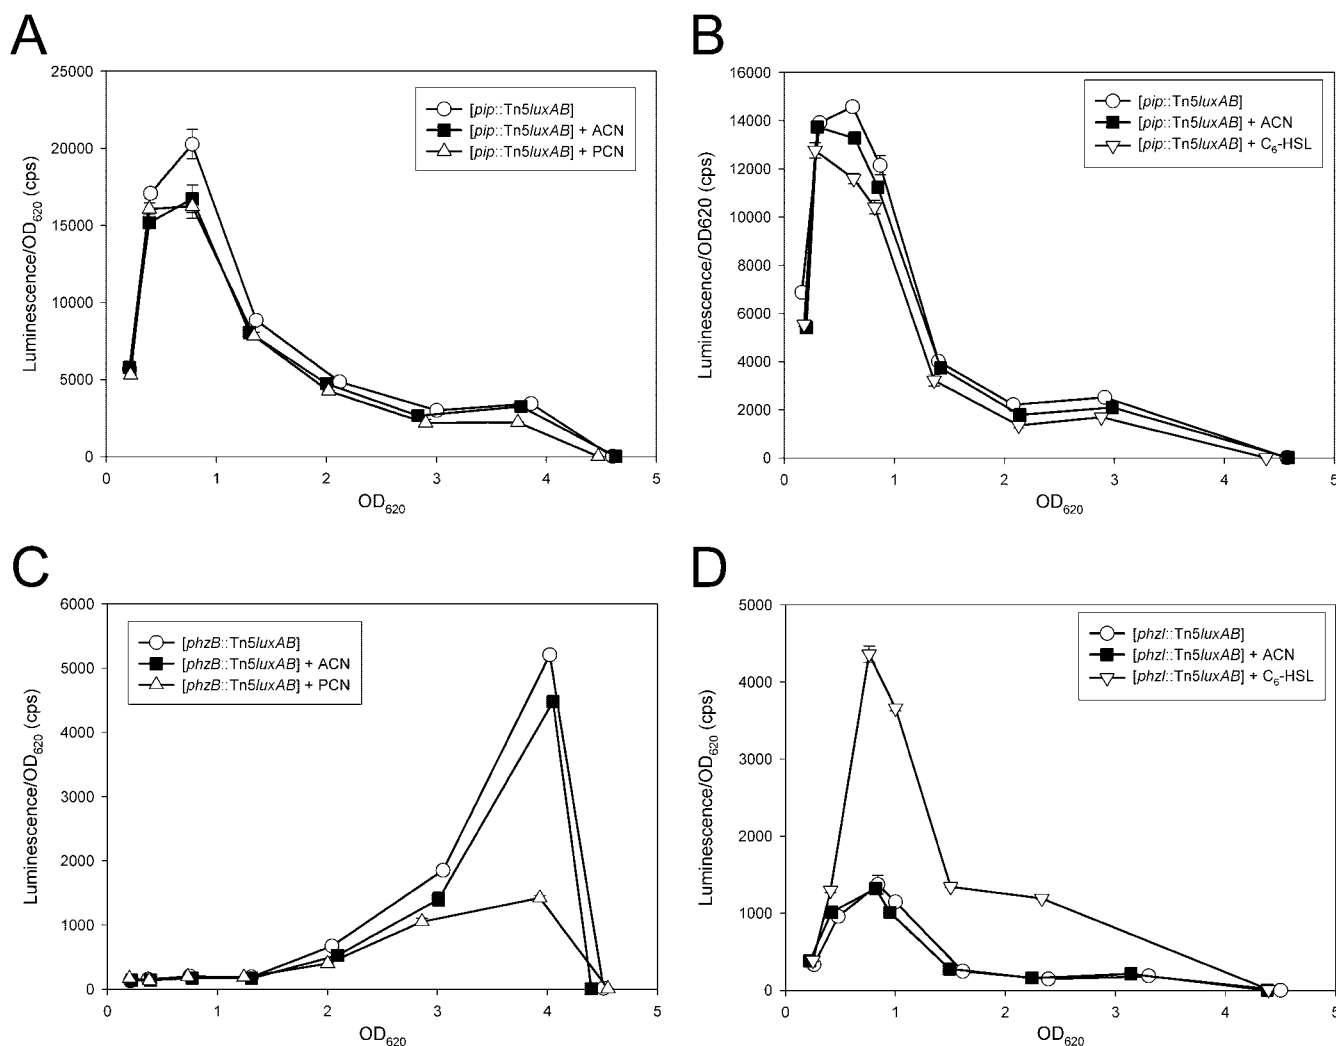 A
Luminescence/OD620 (cps)
25000
20000
15000
10000
5000
0
0 1 2 3 4 5
OD620
[pip::Tn5luxAB]
[pip::Tn5luxAB] + ACN
[pip::Tn5luxAB] + PCN
B
Luminescence/OD620 (cps)
16000
14000
12000
10000
8000
6000
4000
2000
0
0 1 2 3 4 5
OD620
[pip::Tn5luxAB]
[pip::Tn5luxAB] + ACN
[pip::Tn5luxAB] + C6-HSL
C
Luminescence/OD620 (cps)
6000
5000
4000
3000
2000
1000
0
0 1 2 3 4 5
OD620
[phzB::Tn5luxAB]
[phzB::Tn5luxAB] + ACN
[phzB::Tn5luxAB] + PCN
D
Luminescence/OD620 (cps)
5000
4000
3000
2000
1000
0
0 1 2 3 4 5
OD620
[phzI::Tn5luxAB]
[phzI::Tn5luxAB] + ACN
[phzI::Tn5luxAB] + C6-HSL